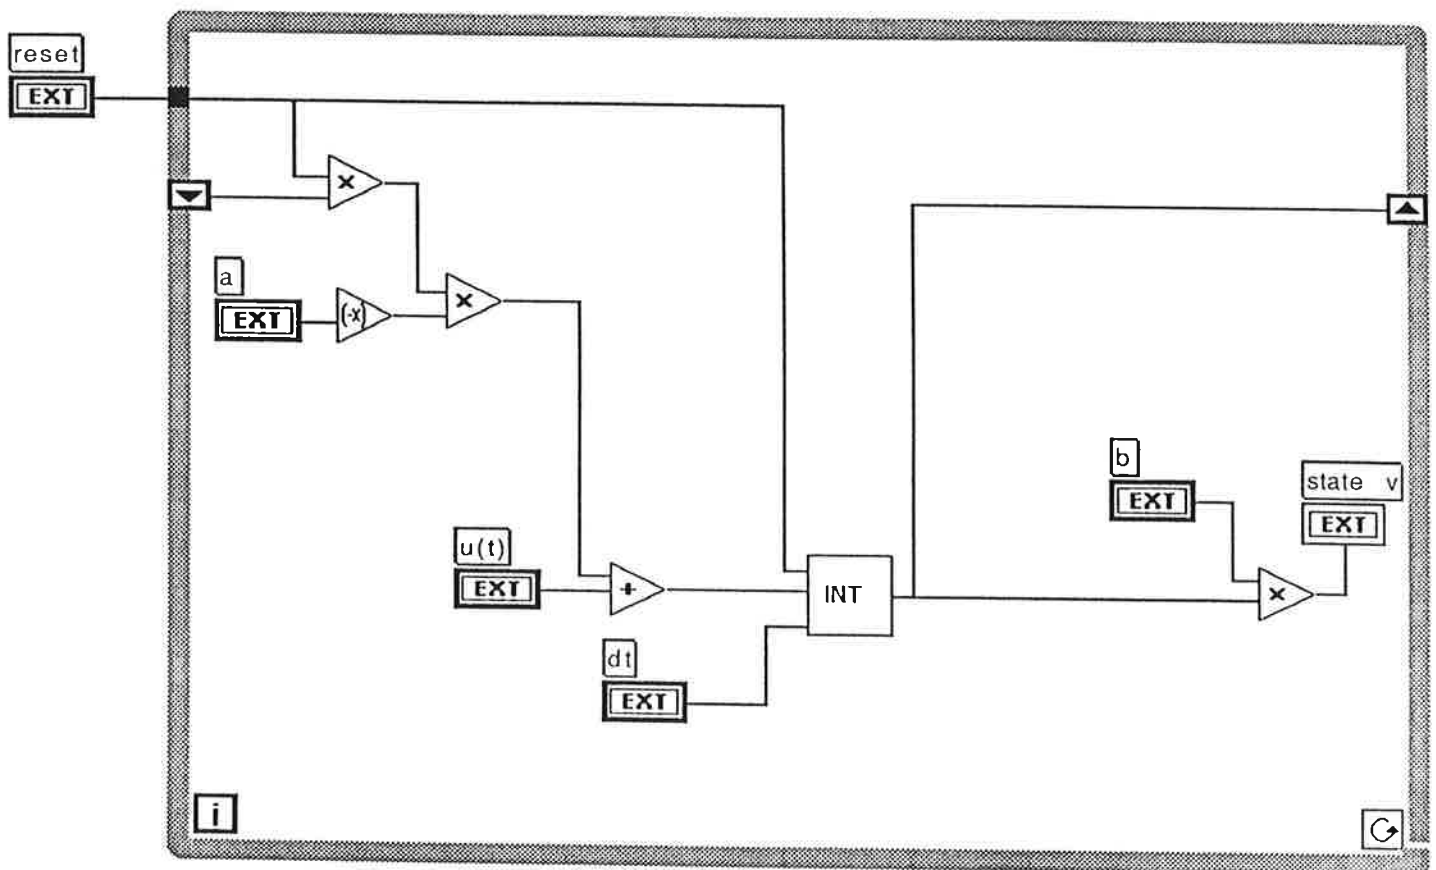 reset
EXT
×
a
EXT
(-X)
×
b
EXT
state v
EXT
u(t)
EXT
+
INT
×
dt
EXT
i